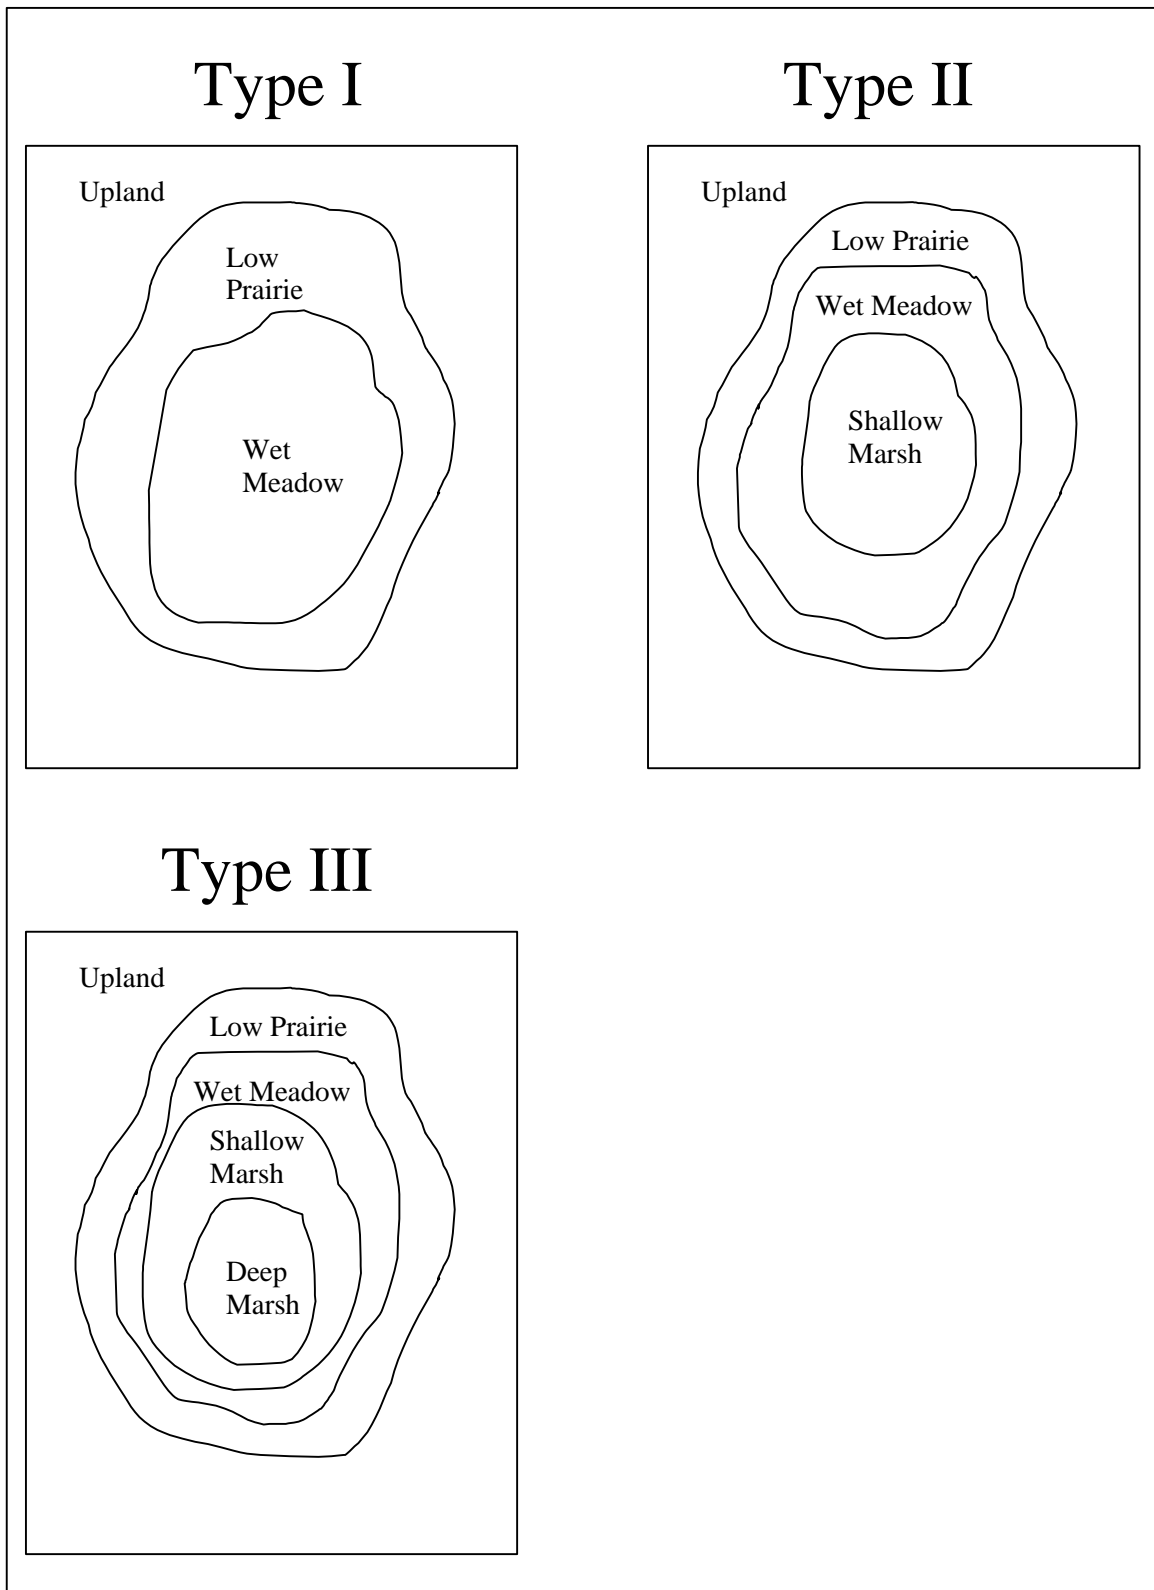 Type I
Upland
Low
Prairie
Wet
Meadow
Type II
Upland
Low Prairie
Wet Meadow
Shallow
Marsh
Type III
Upland
Low Prairie
Wet Meadow
Shallow
Marsh
Deep
Marsh